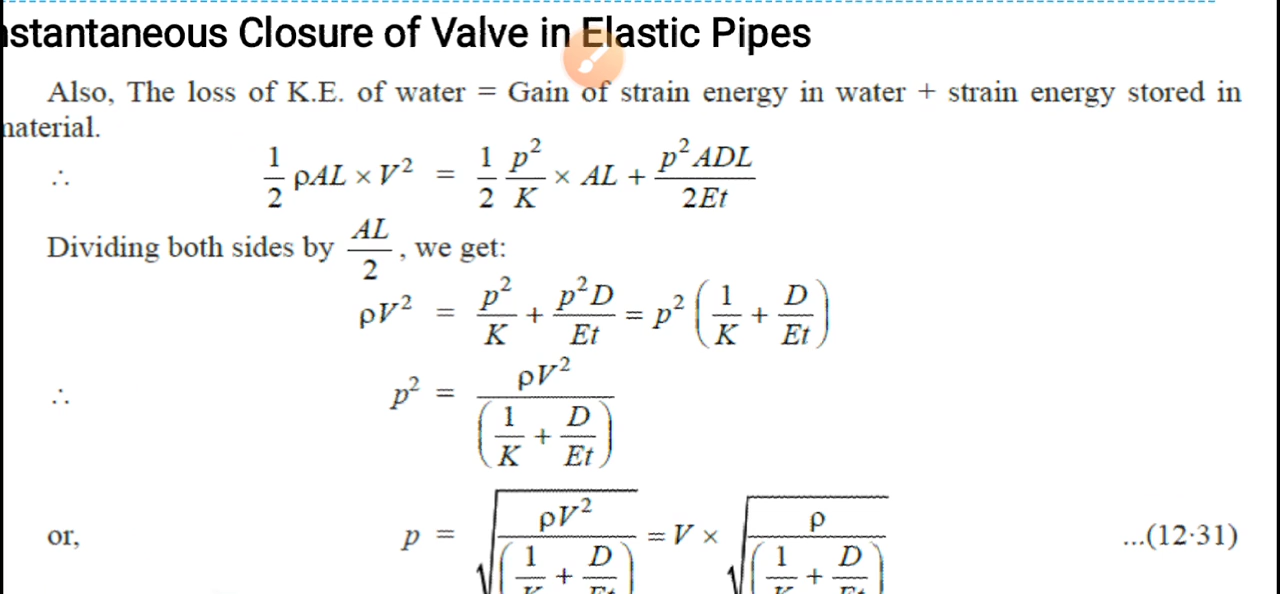 nstantaneous Closure of Valve in Elastic Pipes
Also, The loss of K.E. of water = Gain of strain energy in water + strain energy stored in
material.
∴ 1/2 ρAL × V² = 1/2 p²/K × AL + p²ADL/2Et
Dividing both sides by AL/2, we get:
ρV² = p²/K + p²D/Et = p² (1/K + D/Et)
∴ p² = ρV²/(1/K + D/Et)
or, p = √(ρV²/(1/K + D/Et)) = V × √(ρ/(1/K + D/Et)) ...(12·31)